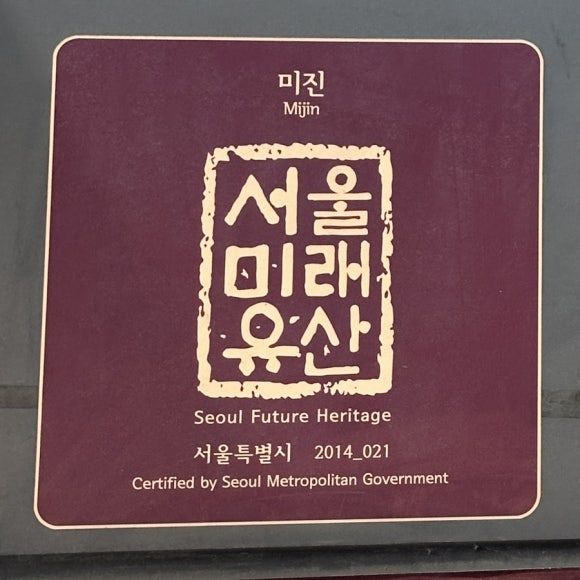 미진
Mijin
서울
미래
유산
Seoul Future Heritage
서울특별시 2014_021
Certified by Seoul Metropolitan Government